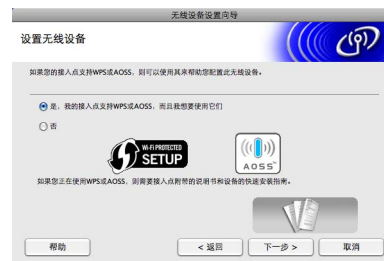 无线设备设置向导
设置无线设备
如果您的接入点支持WPS或AOSS，则可以使用其来帮助您配置此无线设备。
是，我的接入点支持WPS或AOSS，而且我想要使用它们
否
Wi-Fi PROTECTED
SETUP
AOSS
如果您正在使用WPS或AOSS，则需要接入点附带的说明书和设备的快速安装指南。
帮助
< 返回
下一步 >
取消